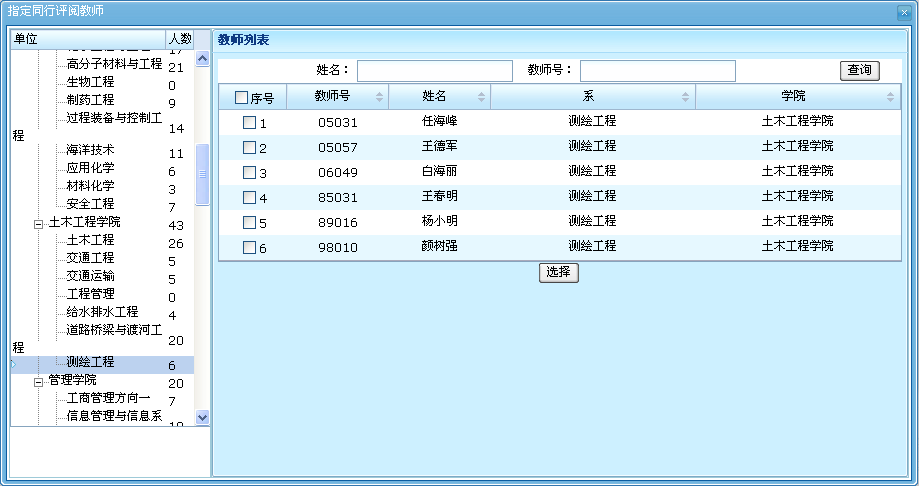 指定同行评阅教师
单位 人数
17
高分子材料与工程 21
生物工程 0
制药工程 9
过程装备与控制工程 14
海洋技术 11
应用化学 6
材料化学 3
安全工程 7
土木工程学院 43
土木工程 26
交通工程 5
交通运输 5
工程管理 0
给水排水工程 4
道路桥梁与渡河工程 20
测绘工程 6
管理学院 20
工商管理方向一 7
信息管理与信息系
教师列表
姓名： 教师号： 查询
序号 教师号 姓名 系 学院
1 05031 任海峰 测绘工程 土木工程学院
2 05057 王德军 测绘工程 土木工程学院
3 06049 白海丽 测绘工程 土木工程学院
4 85031 王春明 测绘工程 土木工程学院
5 89016 杨小明 测绘工程 土木工程学院
6 98010 颜树强 测绘工程 土木工程学院
选择